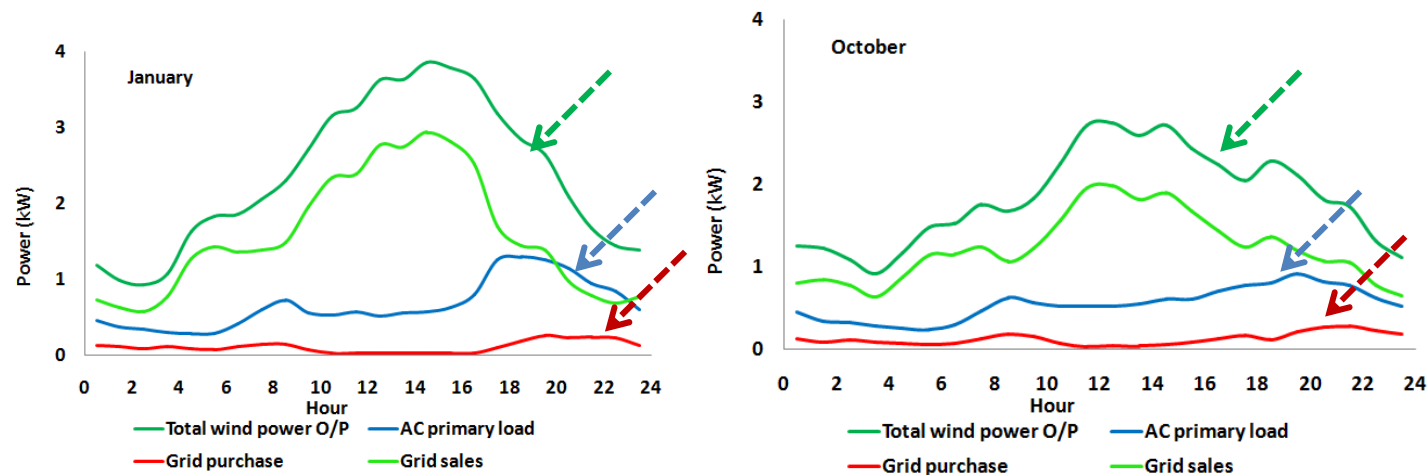 January
4
3
2
1
0
Power (kW)
0 2 4 6 8 10 12 14 16 18 20 22 24
Hour
Total wind power O/P AC primary load
Grid purchase Grid sales
October
4
3
2
1
0
Power (kW)
0 2 4 6 8 10 12 14 16 18 20 22 24
Hour
Total wind power O/P AC primary load
Grid purchase Grid sales